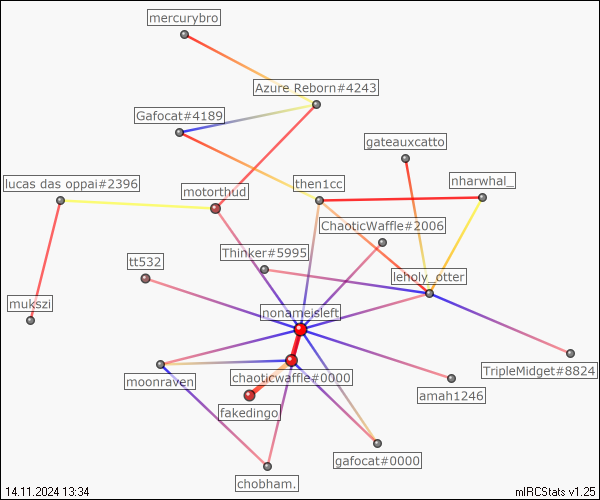 mercurybro
Azure Reborn#4243
Gafocat#4189
gateauxcatto
lucas das oppai#2396
motorthud
then1cc
nharwhal_
ChaoticWaffle#2006
Thinker#5995
tt532
leholy_otter
mukszi
nonameisleft
TripleMidget#8824
moonraven
chaoticwaffle#0000
amah1246
fakedingo
gafocat#0000
chobham.
14.11.2024 13:34
mIRCStats v1.25